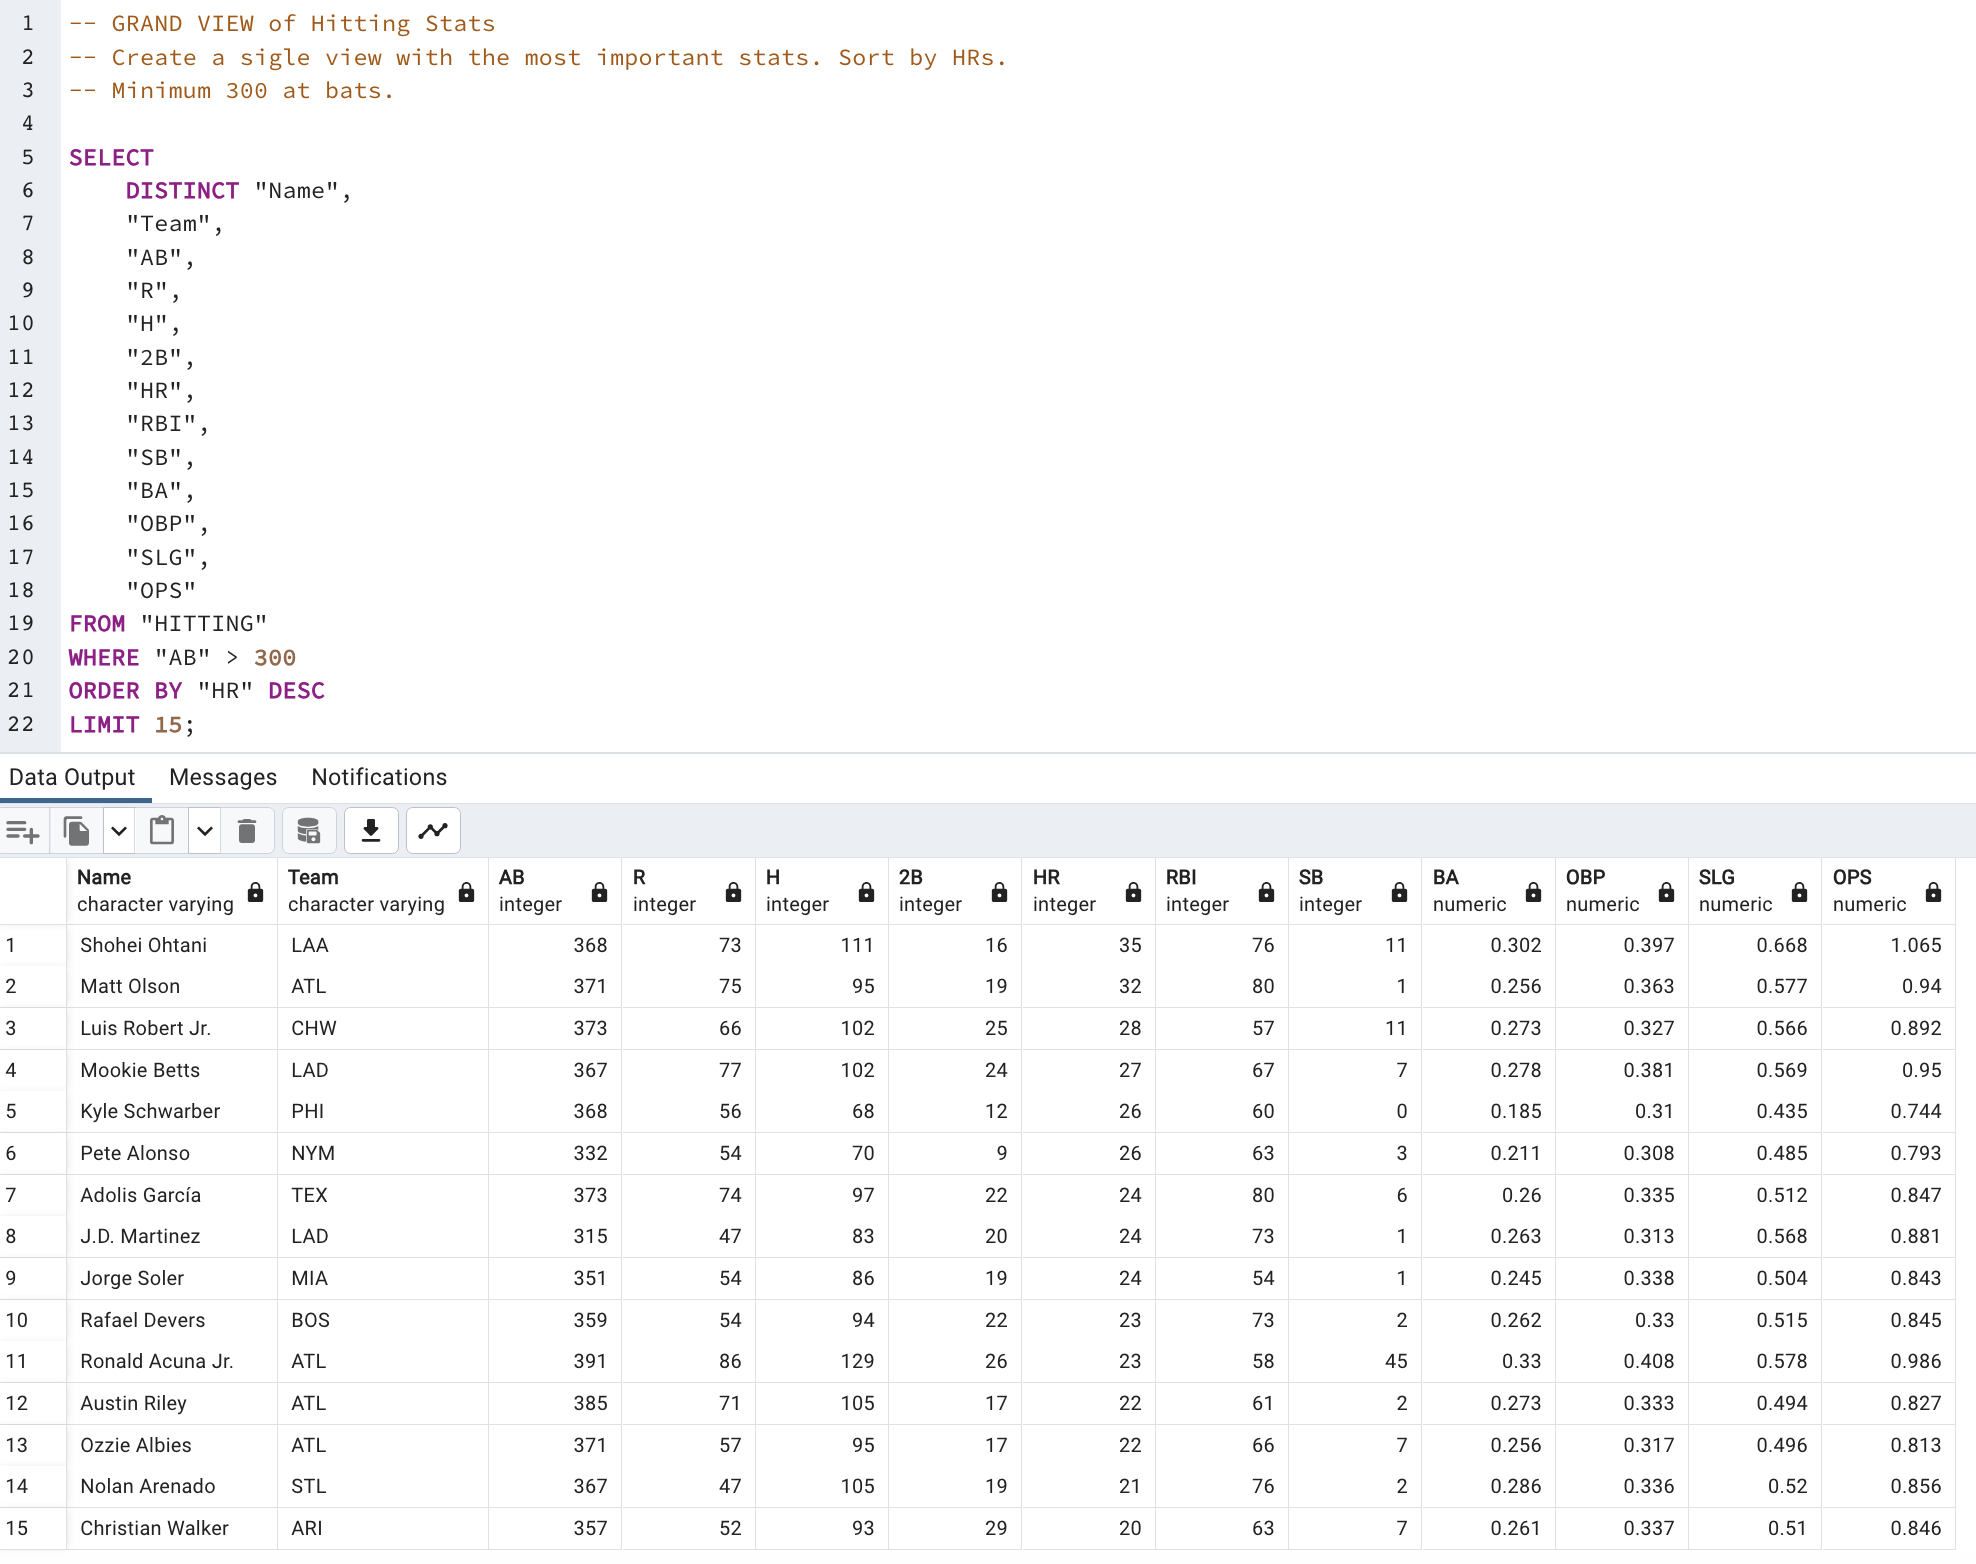 1 -- GRAND VIEW of Hitting Stats
2 -- Create a sigle view with the most important stats. Sort by HRs.
3 -- Minimum 300 at bats.
4
5 SELECT
6 DISTINCT "Name",
7 "Team",
8 "AB",
9 "R",
10 "H",
11 "2B",
12 "HR",
13 "RBI",
14 "SB",
15 "BA",
16 "OBP",
17 "SLG",
18 "OPS"
19 FROM "HITTING"
20 WHERE "AB" > 300
21 ORDER BY "HR" DESC
22 LIMIT 15;
Data Output Messages Notifications
Name Team AB R H 2B HR RBI SB BA OBP SLG OPS
character varying character varying integer integer integer integer integer integer integer numeric numeric numeric numeric
1 Shohei Ohtani LAA 368 73 111 16 35 76 11 0.302 0.397 0.668 1.065
2 Matt Olson ATL 371 75 95 19 32 80 1 0.256 0.363 0.577 0.94
3 Luis Robert Jr. CHW 373 66 102 25 28 57 11 0.273 0.327 0.566 0.892
4 Mookie Betts LAD 367 77 102 24 27 67 7 0.278 0.381 0.569 0.95
5 Kyle Schwarber PHI 368 56 68 12 26 60 0 0.185 0.31 0.435 0.744
6 Pete Alonso NYM 332 54 70 9 26 63 3 0.211 0.308 0.485 0.793
7 Adolis García TEX 373 74 97 22 24 80 6 0.26 0.335 0.512 0.847
8 J.D. Martinez LAD 315 47 83 20 24 73 1 0.263 0.313 0.568 0.881
9 Jorge Soler MIA 351 54 86 19 24 54 1 0.245 0.338 0.504 0.843
10 Rafael Devers BOS 359 54 94 22 23 73 2 0.262 0.33 0.515 0.845
11 Ronald Acuna Jr. ATL 391 86 129 26 23 58 45 0.33 0.408 0.578 0.986
12 Austin Riley ATL 385 71 105 17 22 61 2 0.273 0.333 0.494 0.827
13 Ozzie Albies ATL 371 57 95 17 22 66 7 0.256 0.317 0.496 0.813
14 Nolan Arenado STL 367 47 105 19 21 76 2 0.286 0.336 0.52 0.856
15 Christian Walker ARI 357 52 93 29 20 63 7 0.261 0.337 0.51 0.846